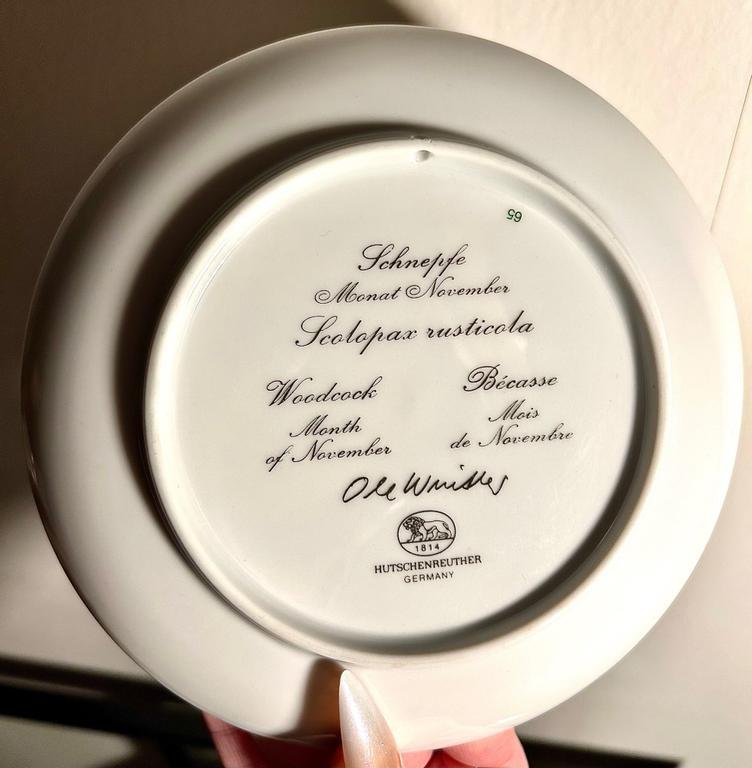 65
Schnepfe
Monat November
Scolopax rusticola
Woodcock
Month
of November
Bécasse
Mois
de Novembre
Ole Winther
1814
HUTSCHENREUTHER
GERMANY